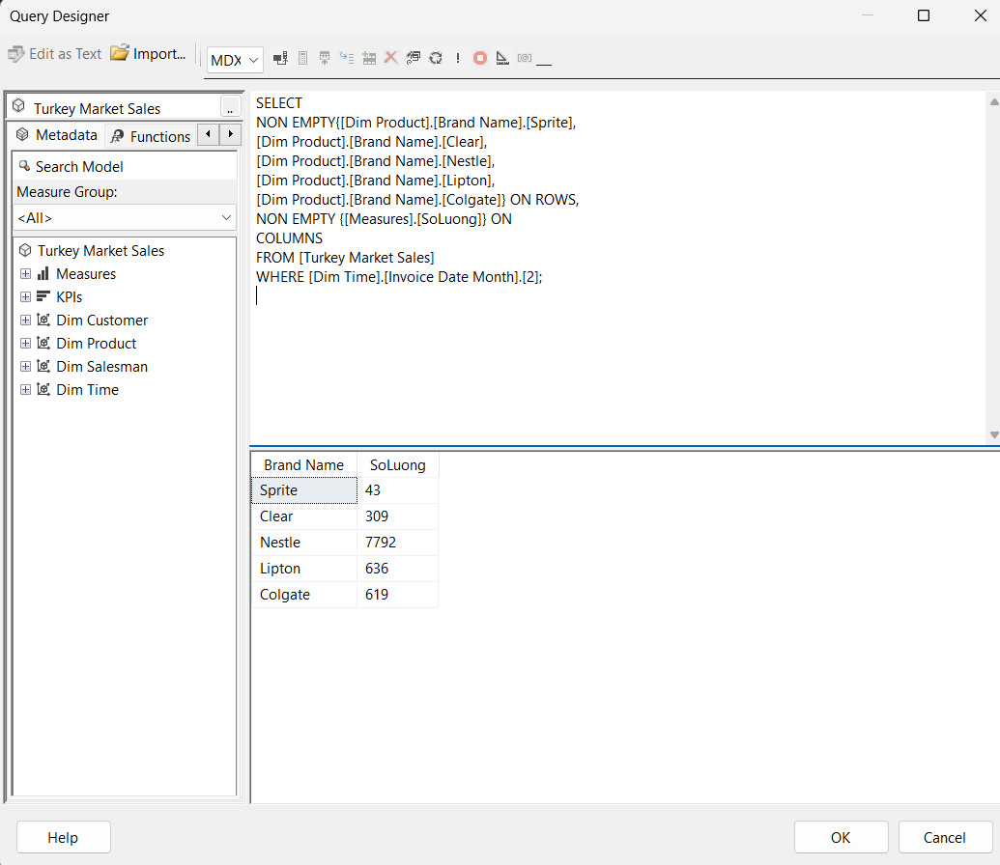 Query Designer
Edit as Text Import... MDX
Turkey Market Sales ..
Metadata Functions
Search Model
Measure Group:
<All>
Turkey Market Sales
Measures
KPIs
Dim Customer
Dim Product
Dim Salesman
Dim Time
SELECT
NON EMPTY{[Dim Product].[Brand Name].[Sprite],
[Dim Product].[Brand Name].[Clear],
[Dim Product].[Brand Name].[Nestle],
[Dim Product].[Brand Name].[Lipton],
[Dim Product].[Brand Name].[Colgate]} ON ROWS,
NON EMPTY {[Measures].[SoLuong]} ON
COLUMNS
FROM [Turkey Market Sales]
WHERE [Dim Time].[Invoice Date Month].[2];
Brand Name SoLuong
Sprite 43
Clear 309
Nestle 7792
Lipton 636
Colgate 619
Help OK Cancel